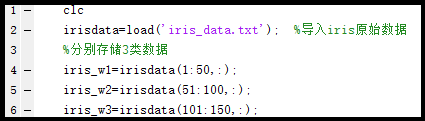 1 - clc
2 - irisdata=load('iris_data.txt'); %导入iris原始数据
3 %分别存储3类数据
4 - iris_w1=irisdata(1:50,:);
5 - iris_w2=irisdata(51:100,:);
6 - iris_w3=irisdata(101:150,:);